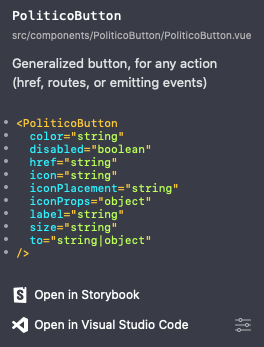 PoliticoButton
src/components/PoliticoButton/PoliticoButton.vue
Generalized button, for any action
(href, routes, or emitting events)
<PoliticoButton
color="string"
disabled="boolean"
href="string"
icon="string"
iconPlacement="string"
iconProps="object"
label="string"
size="string"
to="string|object"
/>
Open in Storybook
Open in Visual Studio Code